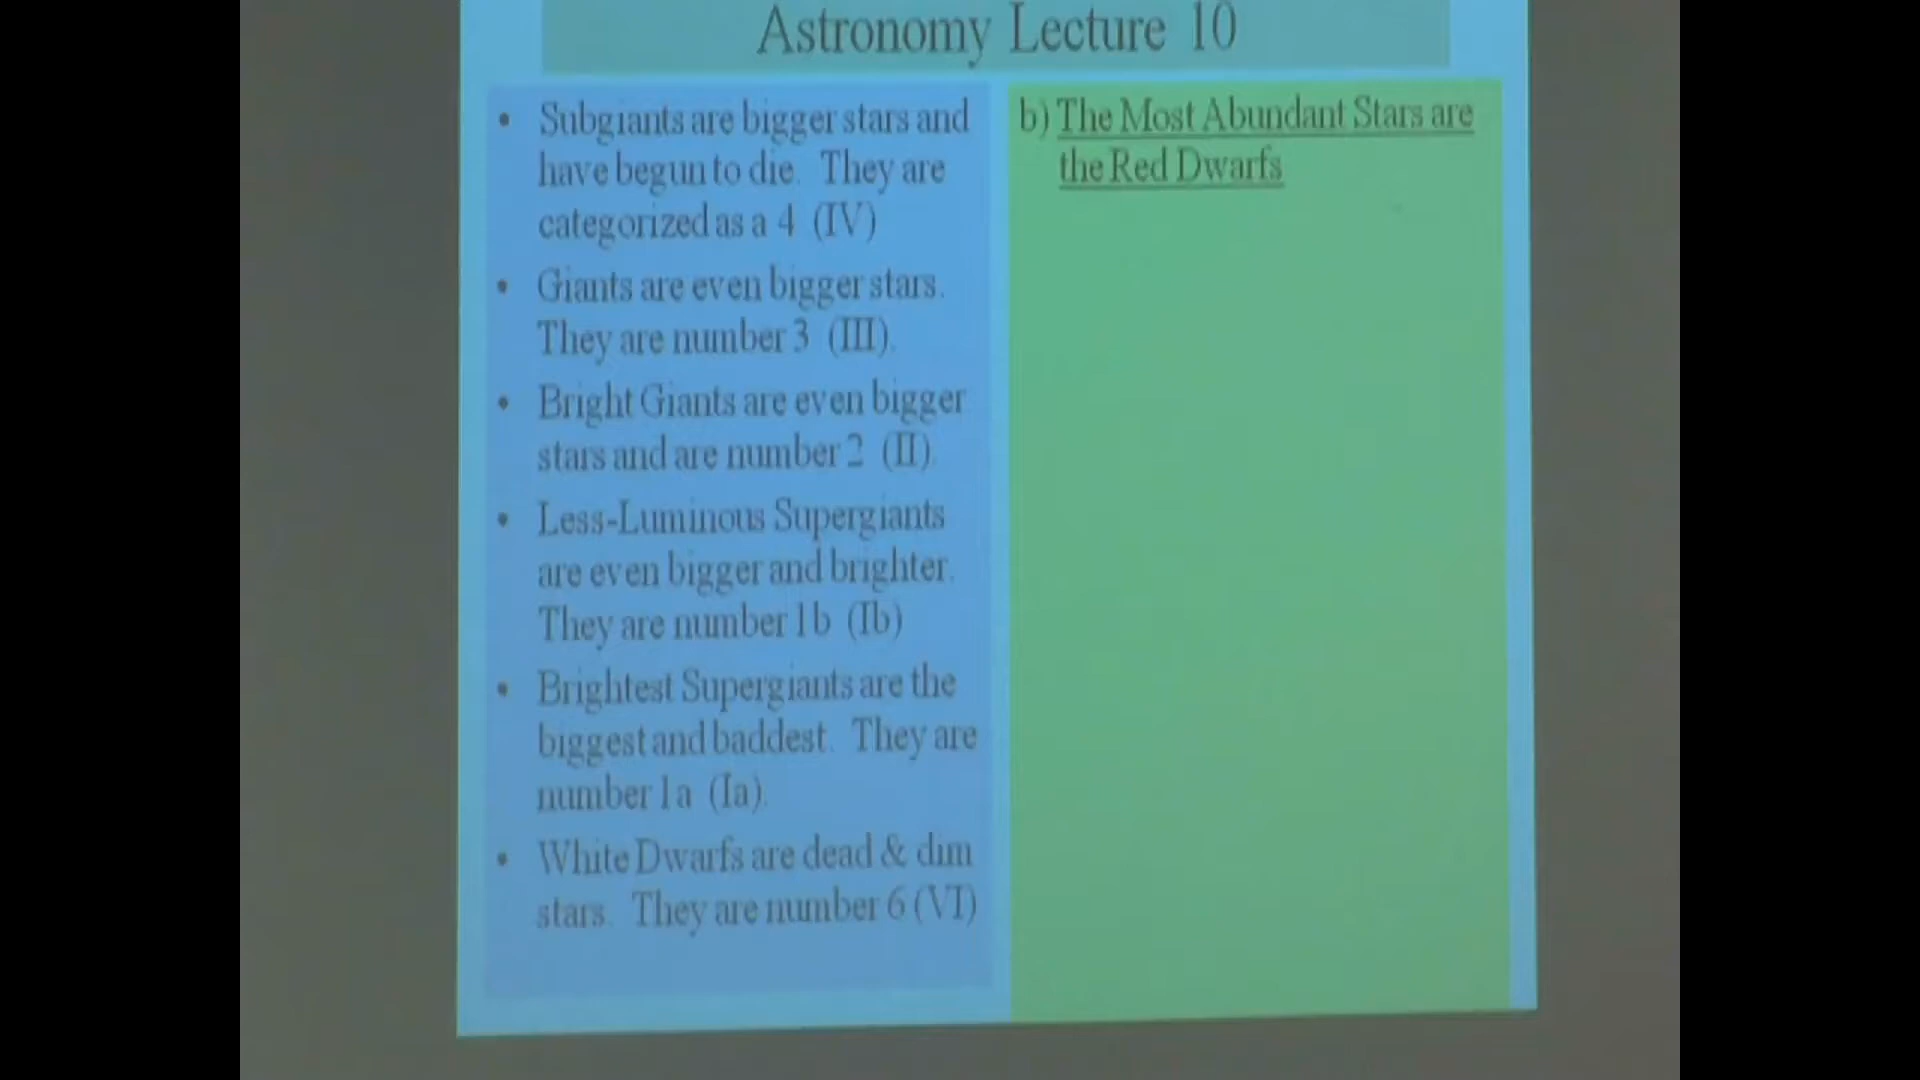 Astronomy Lecture 10
• Subgiants are bigger stars and
have begun to die. They are
categorized as a 4 (IV)
• Giants are even bigger stars.
They are number 3 (III).
• Bright Giants are even bigger
stars and are number 2 (II).
• Less-Luminous Supergiants
are even bigger and brighter.
They are number 1b (Ib)
• Brightest Supergiants are the
biggest and baddest. They are
number 1a (Ia).
• White Dwarfs are dead & dim
stars. They are number 6 (VI)
b) The Most Abundant Stars are
the Red Dwarfs